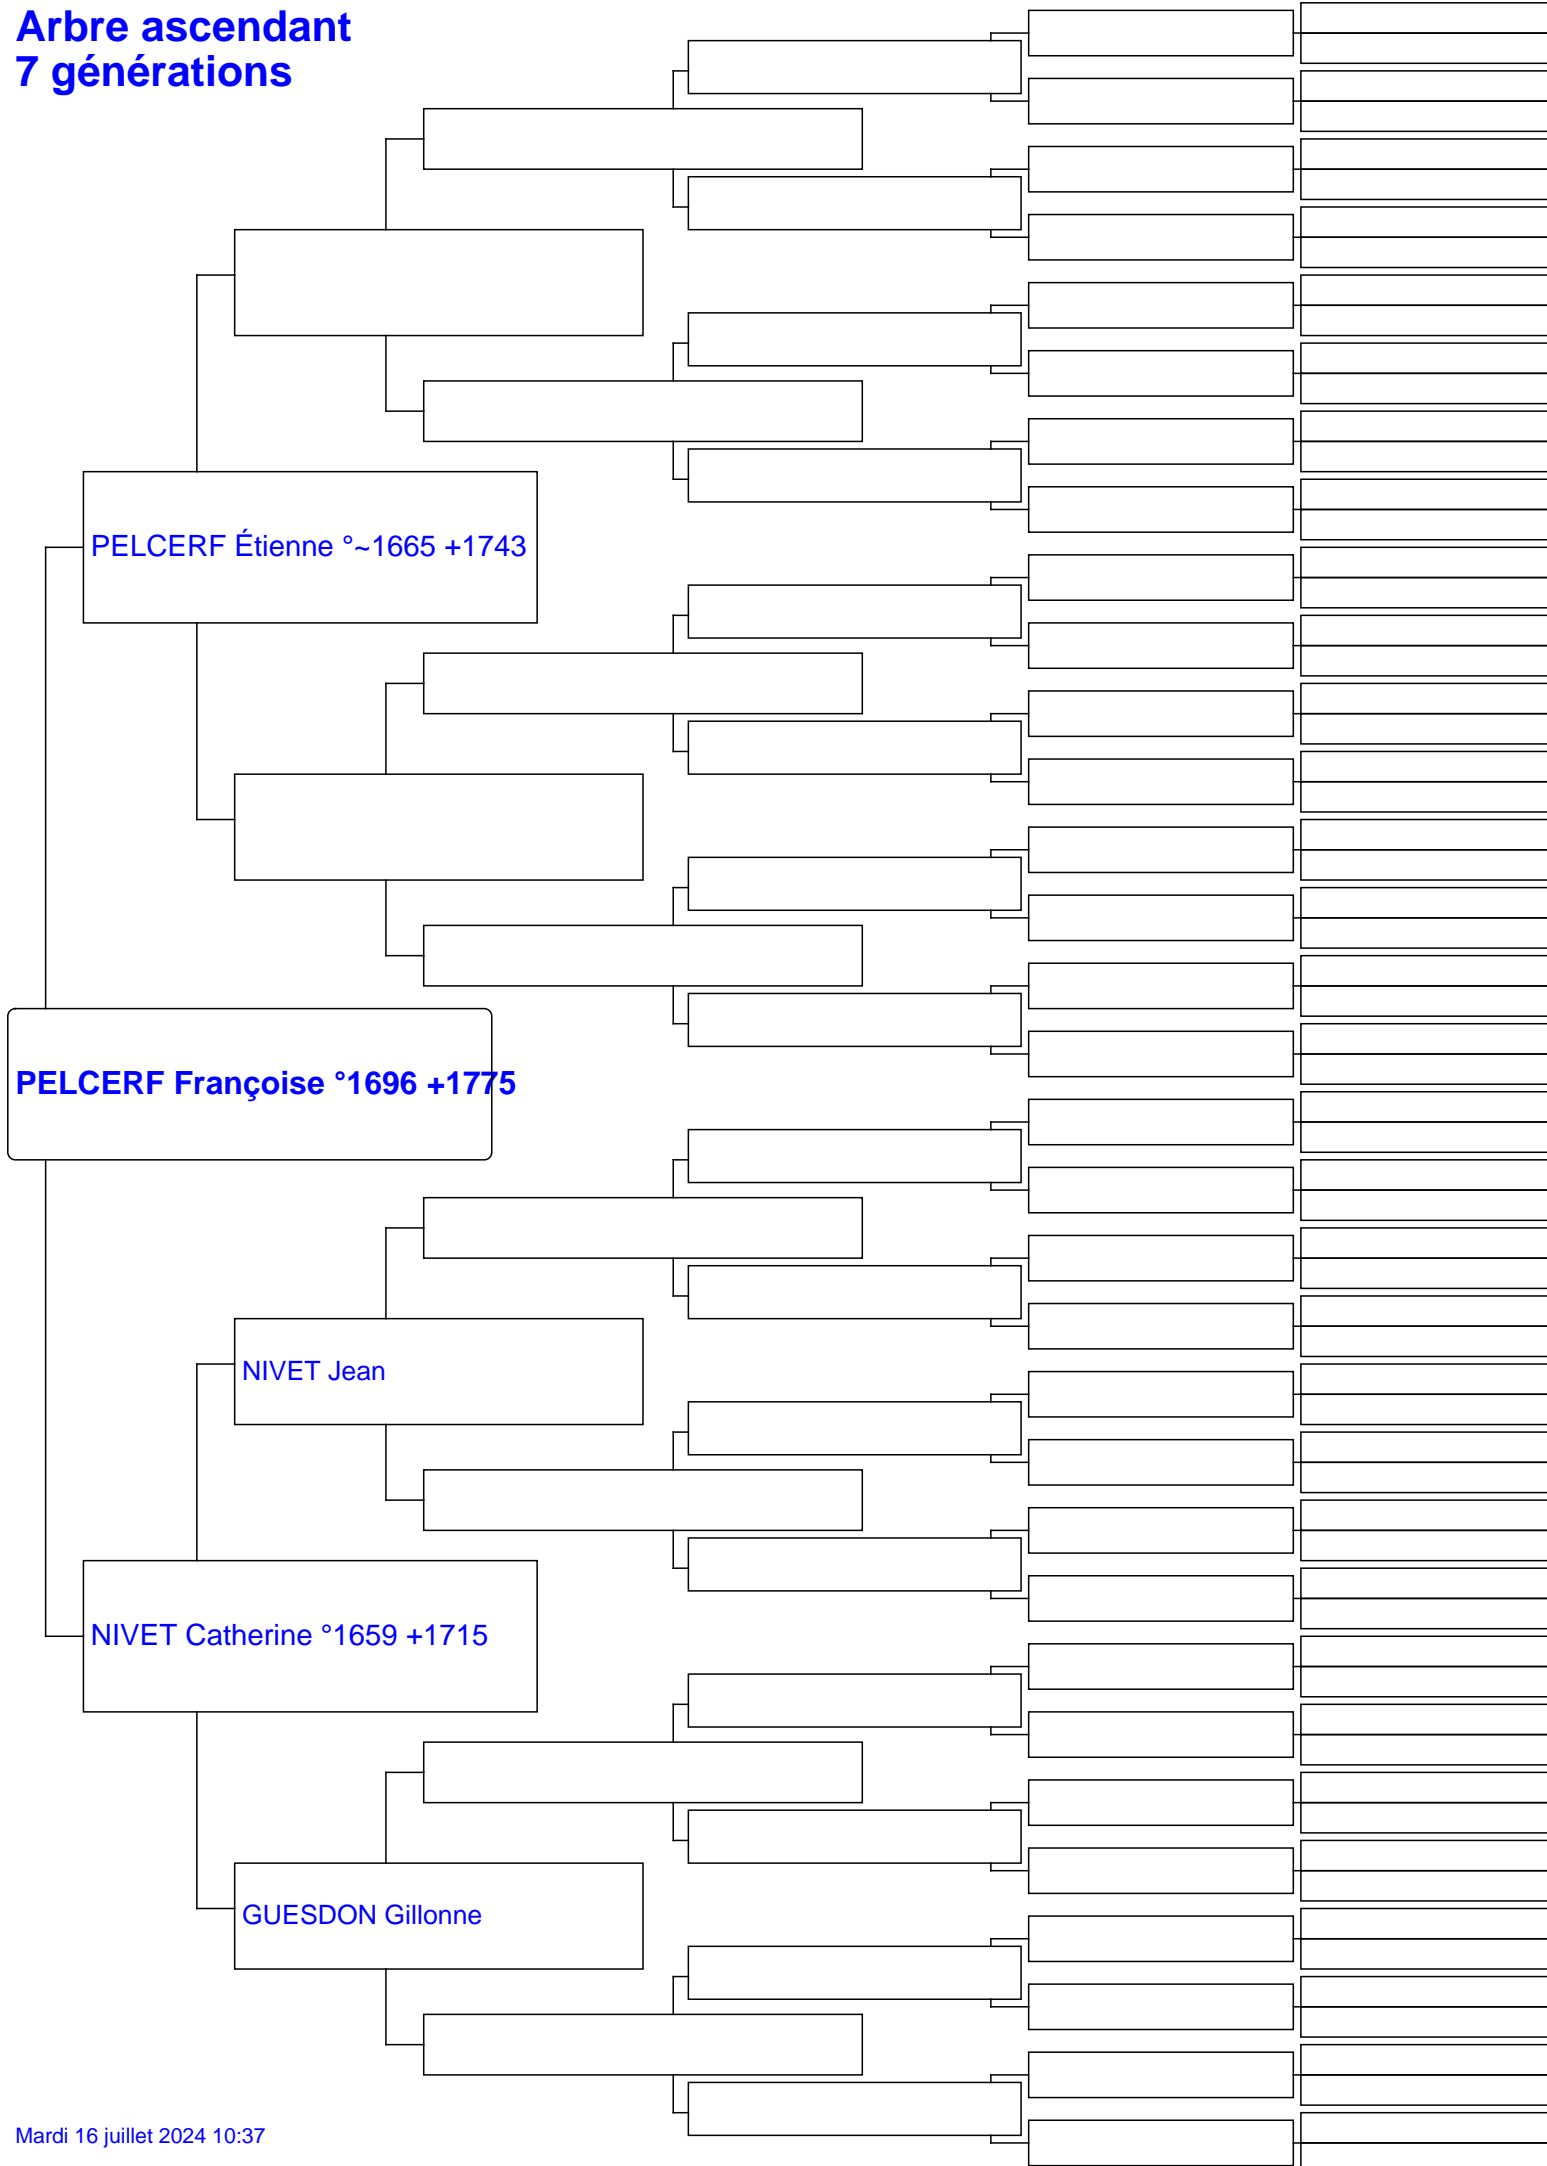 Arbre ascendant
7 générations
PELCERF Étienne °~1665 +1743
PELCERF Françoise °1696 +1775
NIVET Jean
NIVET Catherine °1659 +1715
GUESDON Gillonne
Mardi 16 juillet 2024 10:37